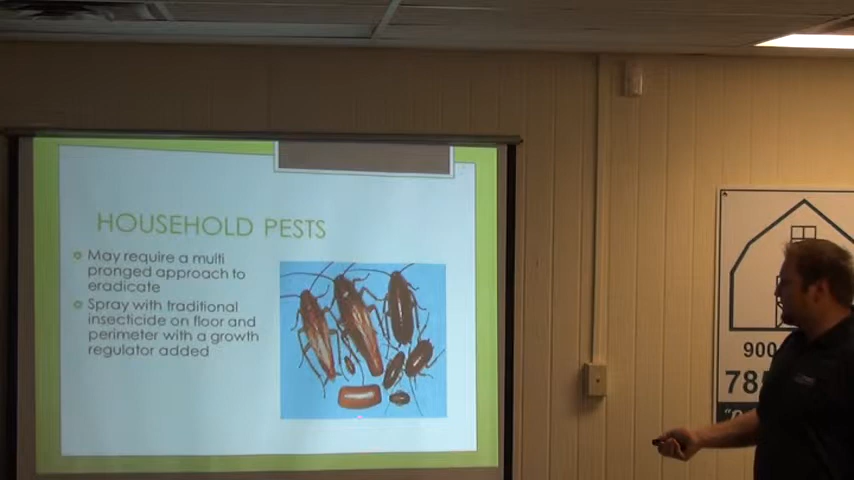 HOUSEHOLD PESTS
May require a multi
pronged approach to
eradicate
Spray with traditional
insecticide on floor and
perimeter with a growth
regulator added
900
785